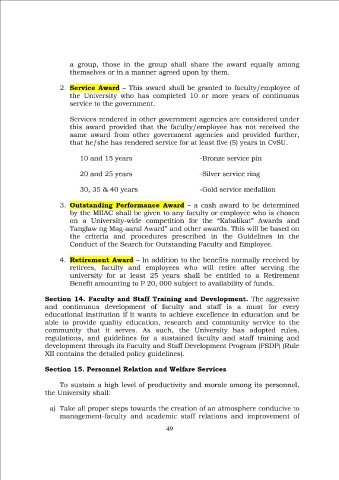 a group, those in the group shall share the award equally among
themselves or in a manner agreed upon by them.
2. Service Award – This award shall be granted to faculty/employee of
the University who has completed 10 or more years of continuous
service to the government.
Services rendered in other government agencies are considered under
this award provided that the faculty/employee has not received the
same award from other government agencies and provided further,
that he/she has rendered service for at least five (5) years in CvSU.
10 and 15 years -Bronze service pin
20 and 25 years -Silver service ring
30, 35 & 40 years -Gold service medallion
3. Outstanding Performance Award – a cash award to be determined
by the MIIAC shall be given to any faculty or employee who is chosen
on a University-wide competition for the "Kabalikat" Awards and
Tanglaw ng Mag-aaral Award" and other awards. This will be based on
the criteria and procedures prescribed in the Guidelines in the
Conduct of the Search for Outstanding Faculty and Employee.
4. Retirement Award – In addition to the benefits normally received by
retirees, faculty and employees who will retire after serving the
university for at least 25 years shall be entitled to a Retirement
Benefit amounting to P 20, 000 subject to availability of funds.
Section 14. Faculty and Staff Training and Development. The aggressive
and continuous development of faculty and staff is a must for every
educational institution if it wants to achieve excellence in education and be
able to provide quality education, research and community service to the
community that it serves. As such, the University has adopted rules,
regulations, and guidelines for a sustained faculty and staff training and
development through its Faculty and Staff Development Program (FSDP) (Rule
XII contains the detailed policy guidelines).
Section 15. Personnel Relation and Welfare Services
To sustain a high level of productivity and morale among its personnel,
the University shall:
a) Take all proper steps towards the creation of an atmosphere conducive to
management-faculty and academic staff relations and improvement of
49